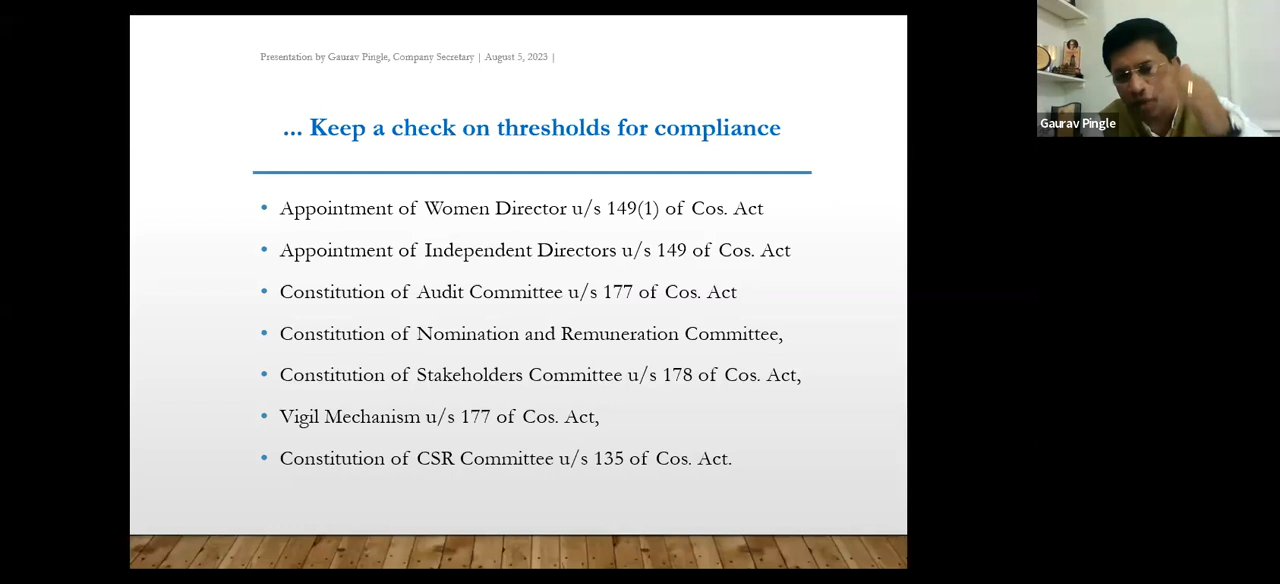 Presentation by Gaurav Pingle, Company Secretary | August 5, 2023 |
... Keep a check on thresholds for compliance
• Appointment of Women Director u/s 149(1) of Cos. Act
• Appointment of Independent Directors u/s 149 of Cos. Act
• Constitution of Audit Committee u/s 177 of Cos. Act
• Constitution of Nomination and Remuneration Committee,
• Constitution of Stakeholders Committee u/s 178 of Cos. Act,
• Vigil Mechanism u/s 177 of Cos. Act,
• Constitution of CSR Committee u/s 135 of Cos. Act.
Gaurav Pingle